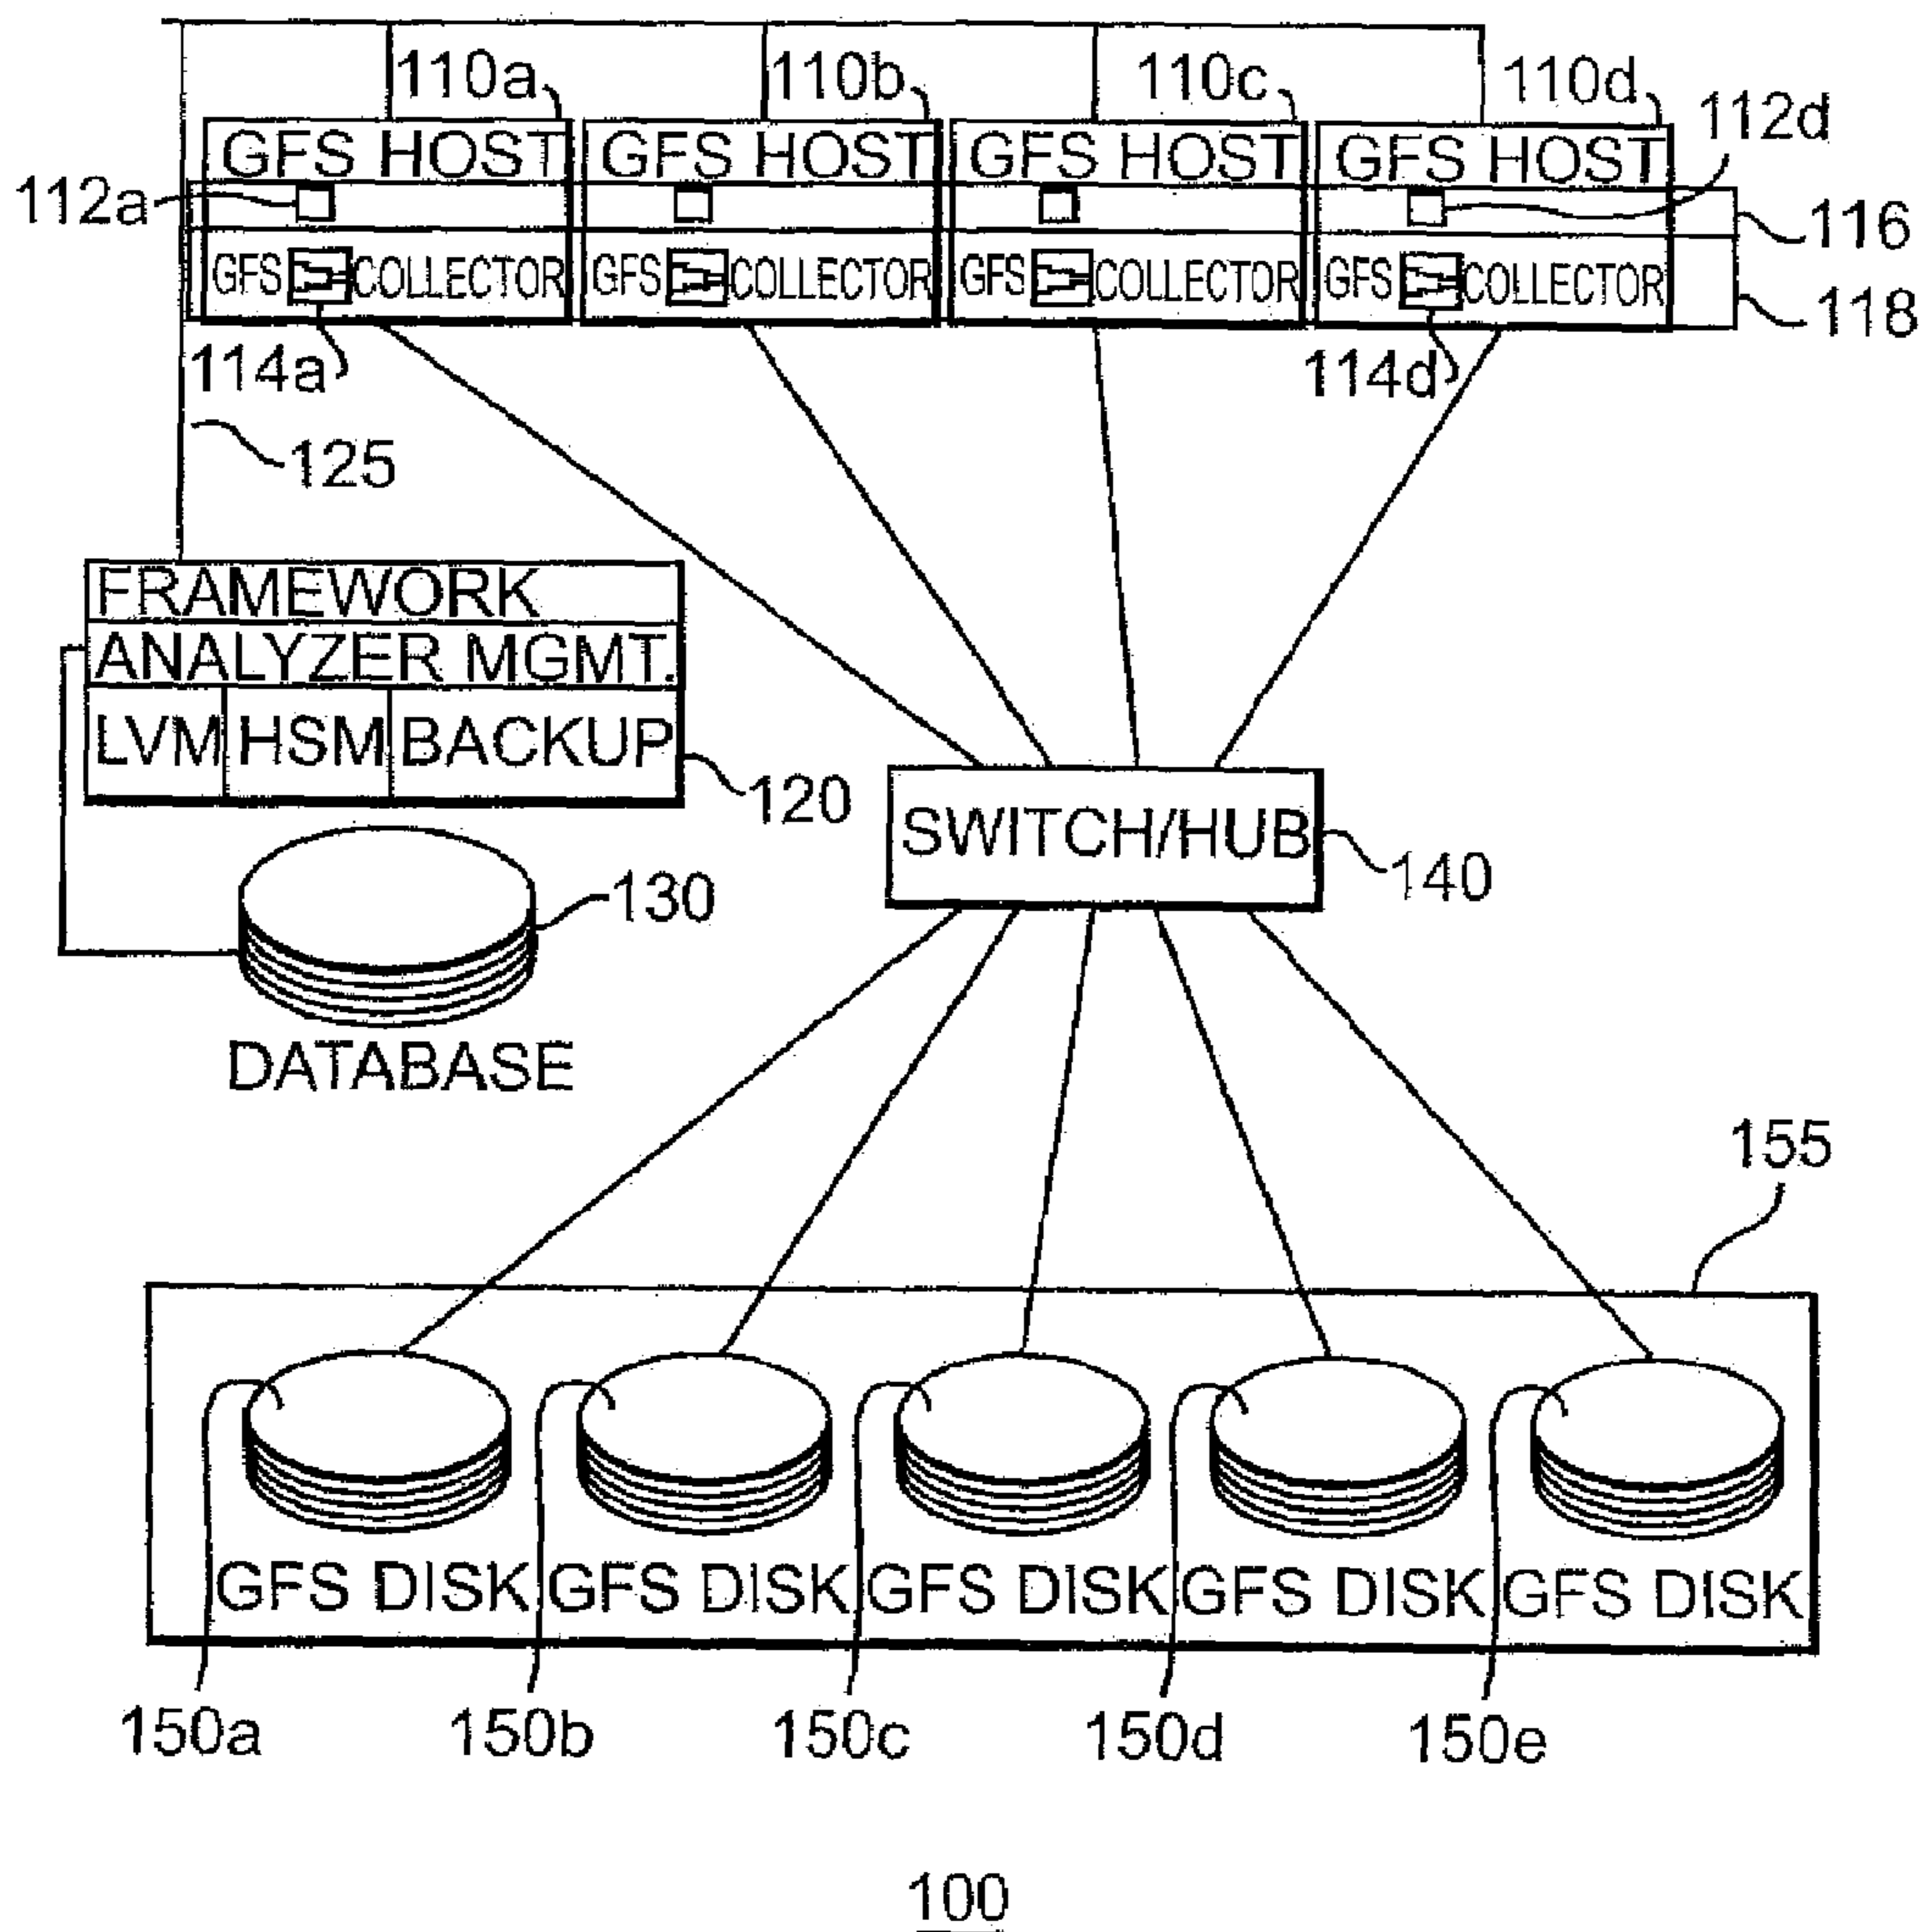 110a 110b 110c 110d 112d
GFS HOST GFS HOST GFS HOST GFS HOST
112a 116
GFS COLLECTOR GFS COLLECTOR GFS COLLECTOR GFS COLLECTOR
118
114a 114d
125
FRAMEWORK
ANALYZER MGMT.
LVM HSM BACKUP
120
SWITCH/HUB
140
130
DATABASE
155
GFS DISK GFS DISK GFS DISK GFS DISK GFS DISK
150a 150b 150c 150d 150e
100